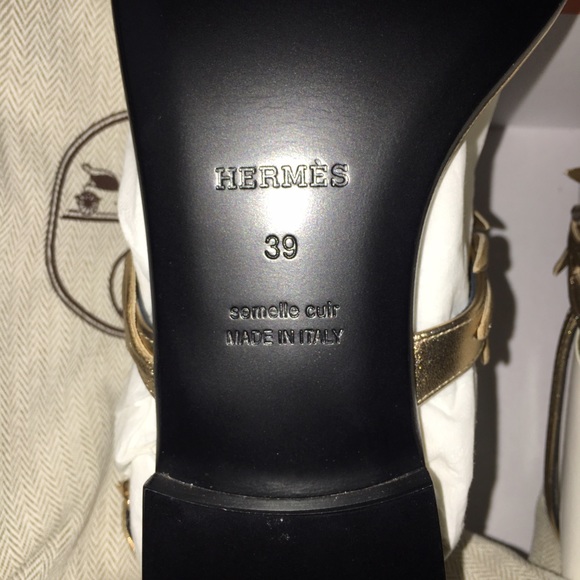 HERMÈS
39
semelle cuir
MADE IN ITALY